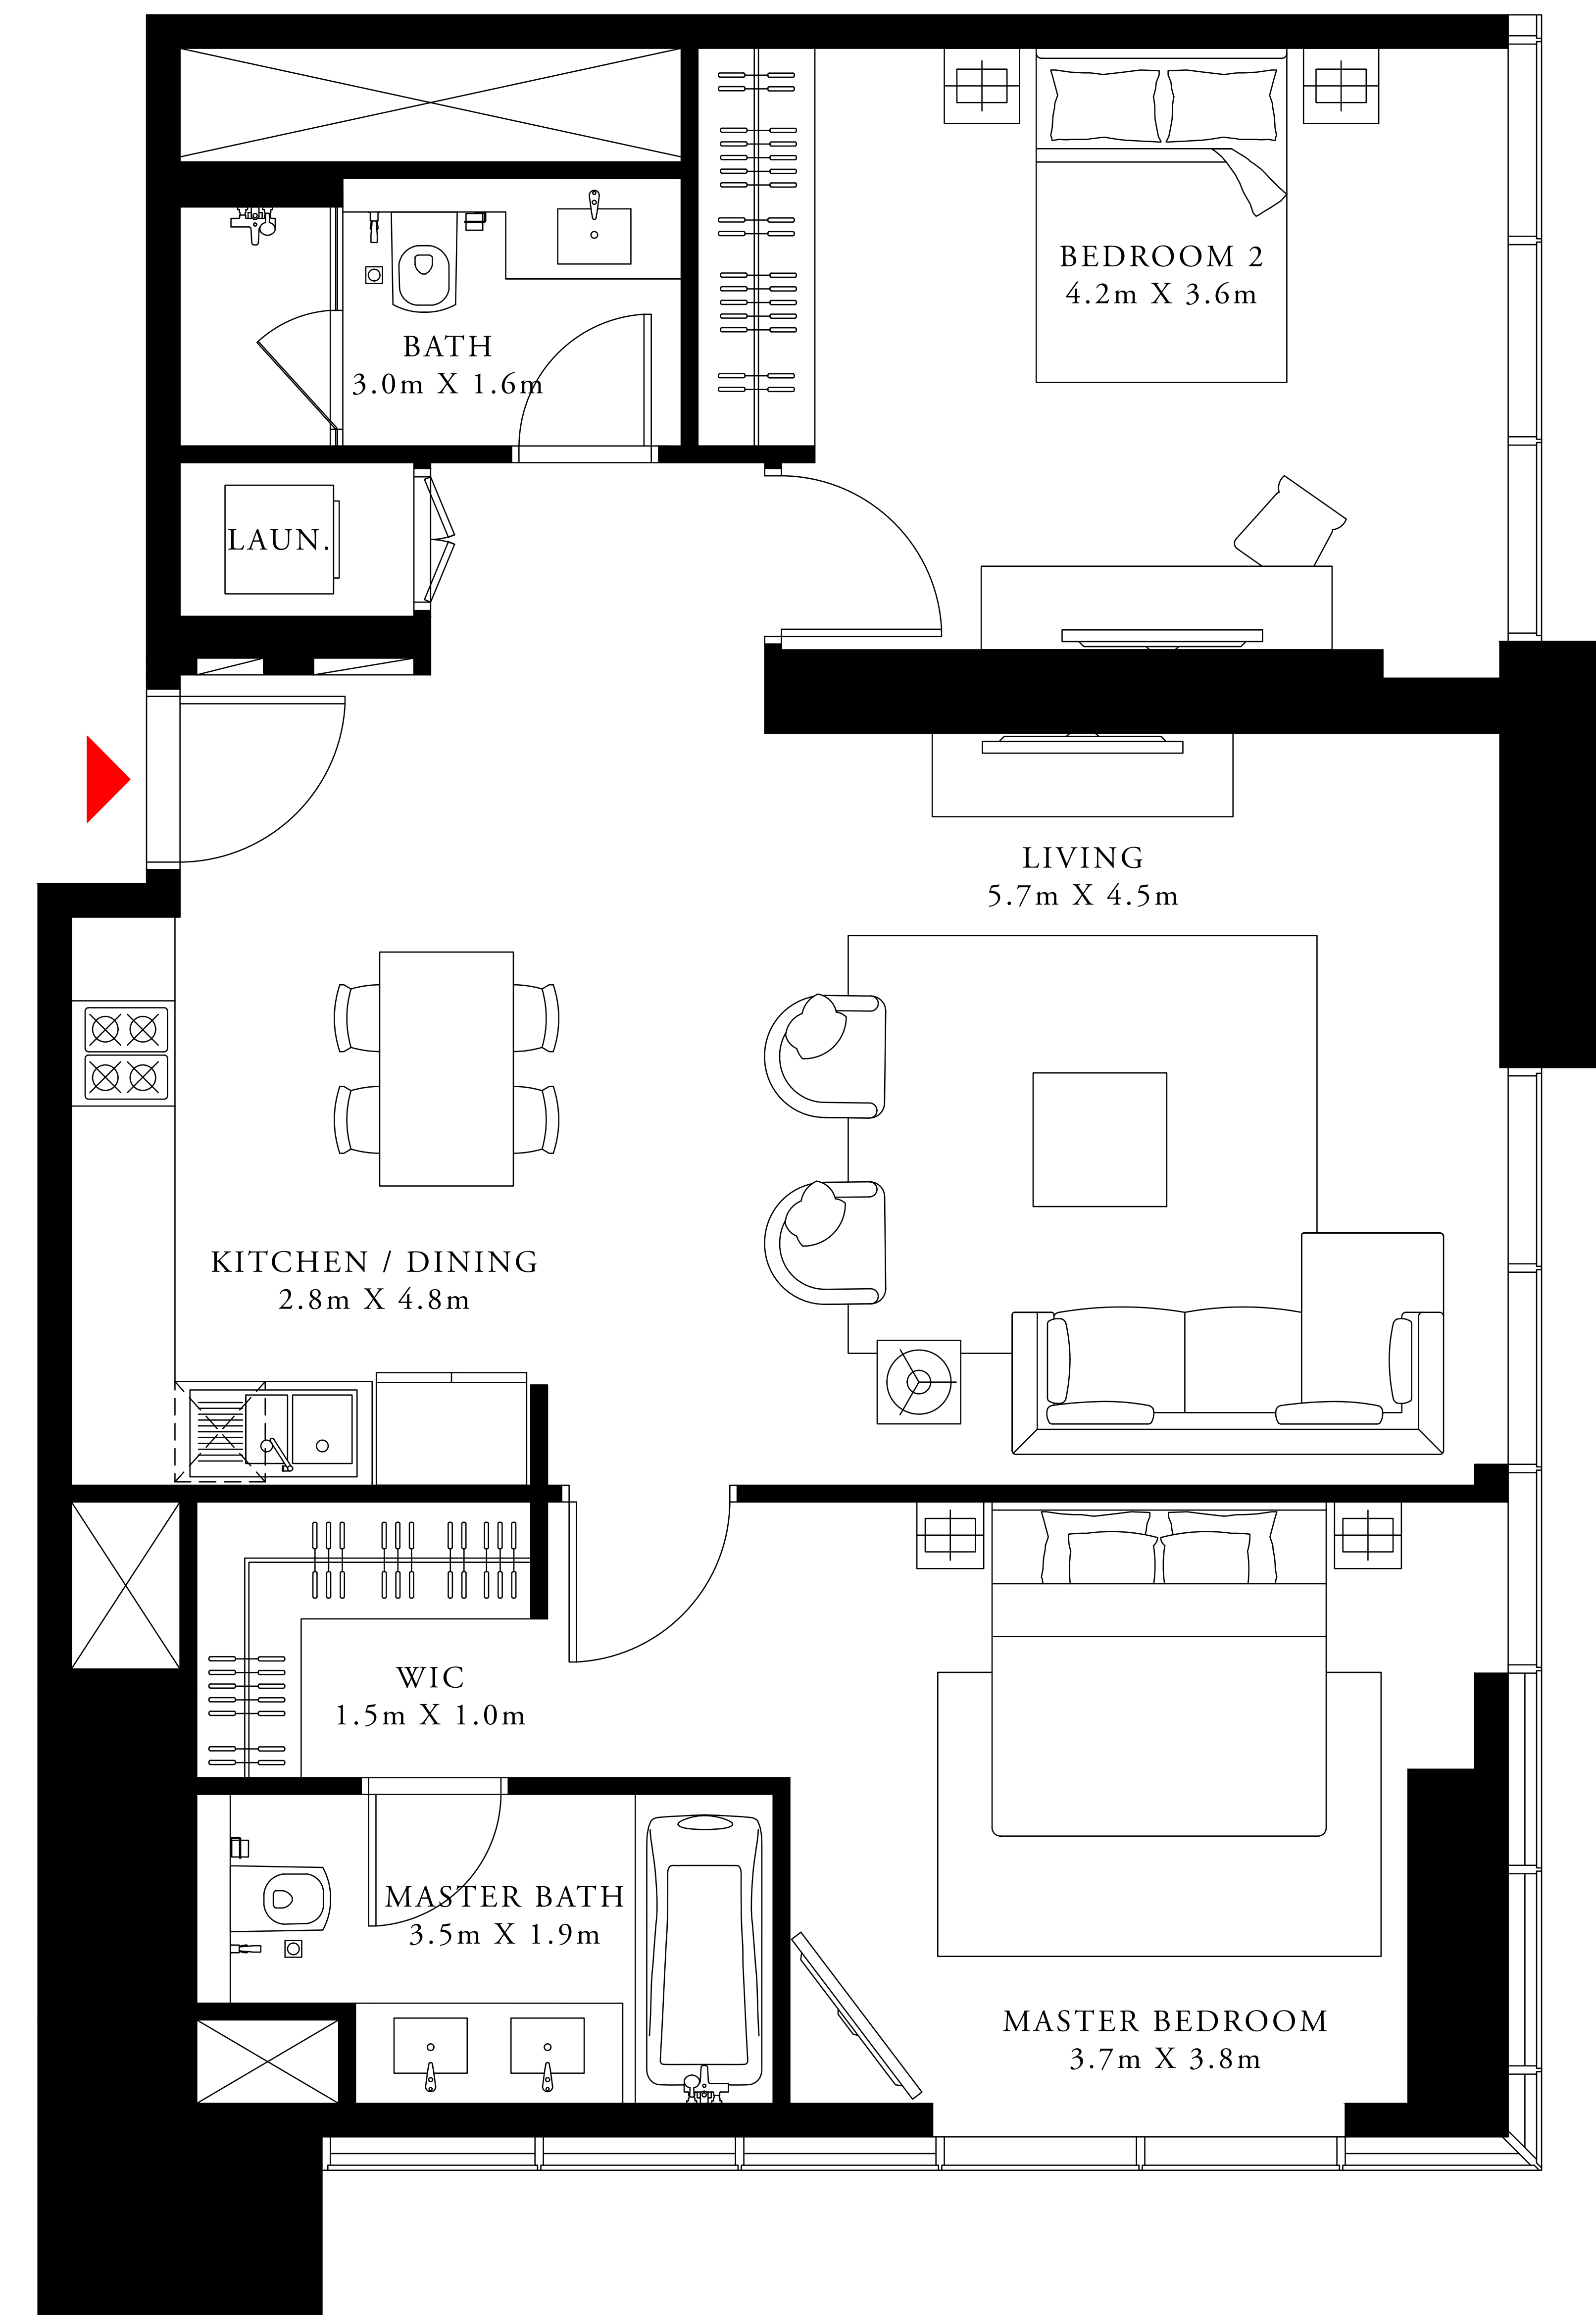 BEDROOM 2
4.2m X 3.6m
BATH
3.0m X 1.6m
LAUN.
LIVING
5.7m X 4.5m
KITCHEN / DINING
2.8m X 4.8m
WIC
1.5m X 1.0m
MASTER BATH
3.5m X 1.9m
MASTER BEDROOM
3.7m X 3.8m